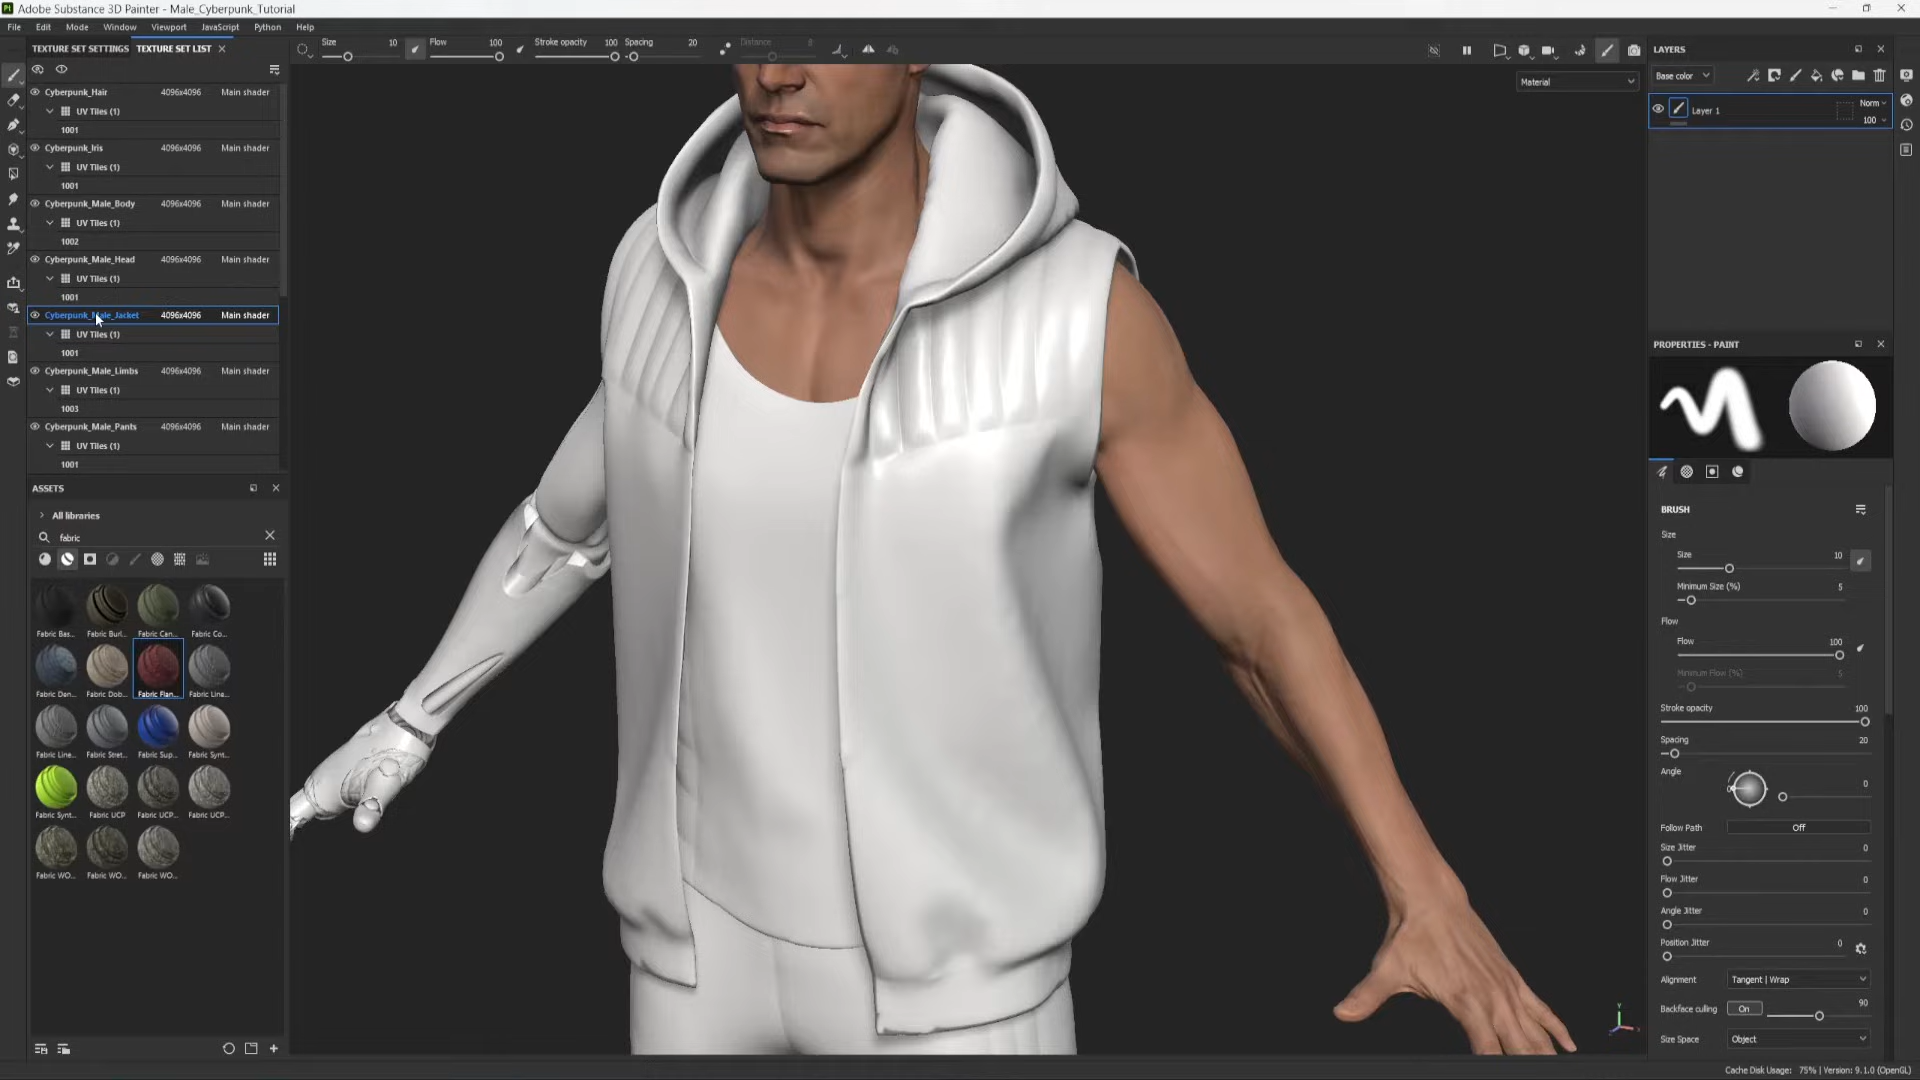 Adobe Substance 3D Painter - Male_Cyberpunk_Tutorial
File Edit Mode Window Viewport JavaScript Python Help
TEXTURE SET SETTINGS TEXTURE SET LIST
Size 10 Flow 100 Stroke opacity 100 Spacing 20 Distance 8
Cyberpunk_Hair 4096x4096 Main shader
UV Tiles (1)
1001
Cyberpunk_Iris 4096x4096 Main shader
UV Tiles (1)
1001
Cyberpunk_Male_Body 4096x4096 Main shader
UV Tiles (1)
1002
Cyberpunk_Male_Head 4096x4096 Main shader
UV Tiles (1)
1001
Cyberpunk_Male_Jacket 4096x4096 Main shader
UV Tiles (1)
1001
Cyberpunk_Male_Limbs 4096x4096 Main shader
UV Tiles (1)
1003
Cyberpunk_Male_Pants 4096x4096 Main shader
UV Tiles (1)
1001
ASSETS
All libraries
fabric
Fabric Bas... Fabric Burl... Fabric Can... Fabric Co...
Fabric Den... Fabric Dob... Fabric Flan... Fabric Line...
Fabric Line... Fabric Stret... Fabric Sup... Fabric Synt...
Fabric Synt... Fabric UCP Fabric UCP... Fabric UCP...
Fabric WO... Fabric WO... Fabric WO...
Material
LAYERS
Base color
Layer 1 Norm
100
PROPERTIES - PAINT
BRUSH
Size
Size 10
Minimum Size (%) 5
Flow
Flow 100
Minimum Flow (%) 5
Stroke opacity 100
Spacing 20
Angle 0
Follow Path Off
Size Jitter 0
Flow Jitter 0
Angle Jitter 0
Position Jitter 0
Alignment Tangent | Wrap
Backface culling On 90
Size Space Object
Cache Disk Usage: 75% | Version: 9.1.0 (OpenGL)